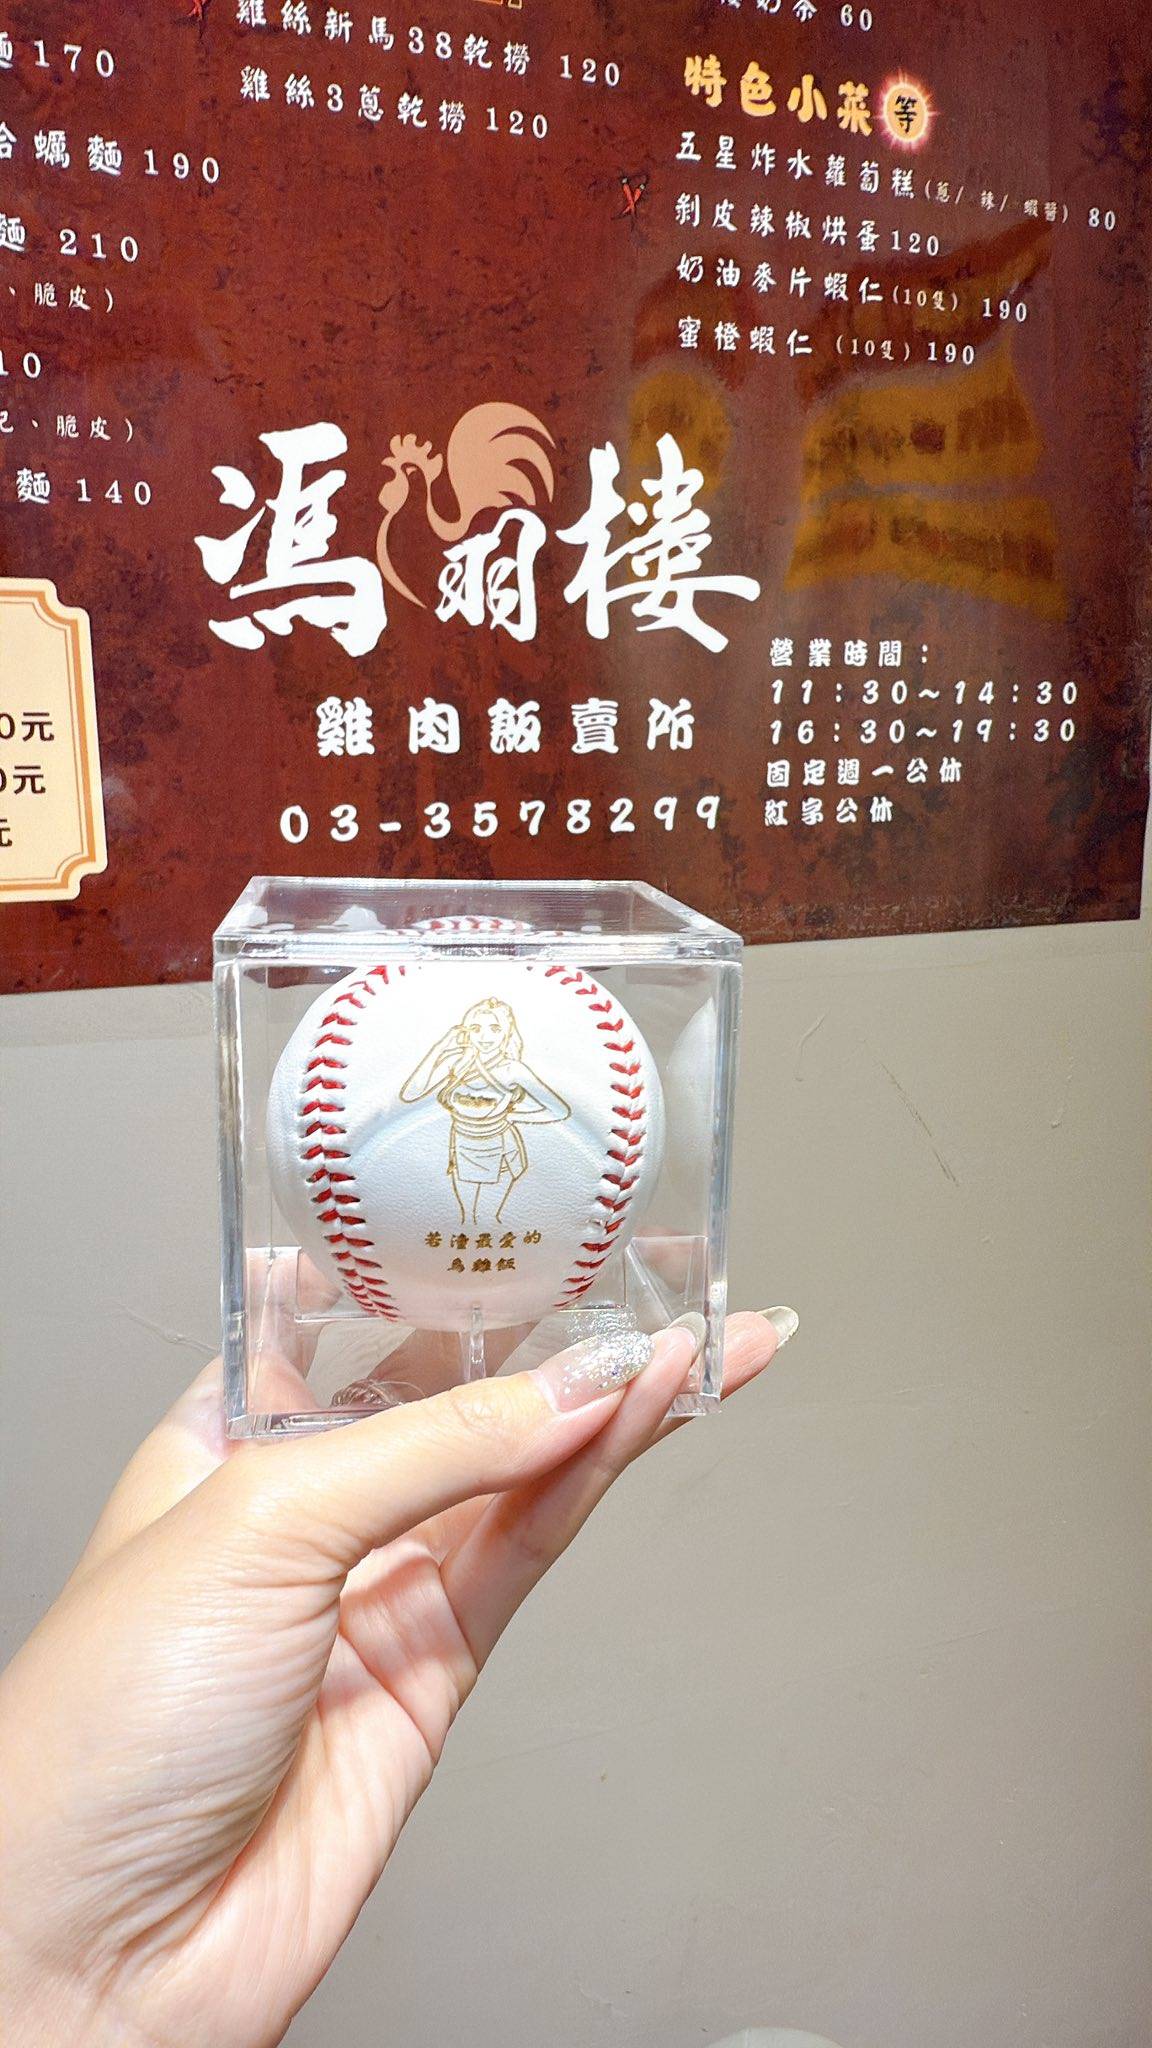 麵 170
蛤蠣麵 190
麵 210
、脆皮）
10
、脆皮）
麵 140
0元
0元
元
雞絲新馬38乾撈 120
雞絲3蔥乾撈 120
奶茶 60
特色小菜等
五星炸水蘿蔔糕(蔥/辣/蝦醬) 80
剝皮辣椒烘蛋120
奶油麥片蝦仁(10隻) 190
蜜橙蝦仁 (10隻) 190
馮 樓
雞肉飯賣所
03-3578299
營業時間：
11:30~14:30
16:30~19:30
固定週一公休
紅字公休
若潼最愛的
烏雞飯